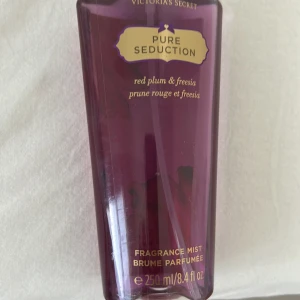 VICTORIA'S SECRET
PURE
SEDUCTION
red plum & freesia
prune rouge et freesia
FRAGRANCE MIST
BRUME PARFUMÉE
℮ 250 ml/8.4 fl oz